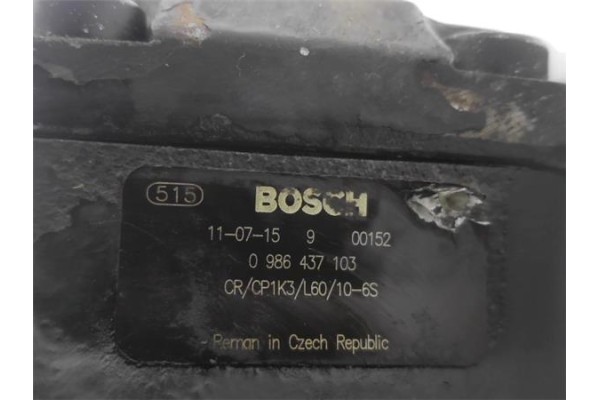 515 BOSCH
11-07-15 9 00152
0 986 437 103
CR/CP1K3/L60/10-6S
- Reman in Czech Republic